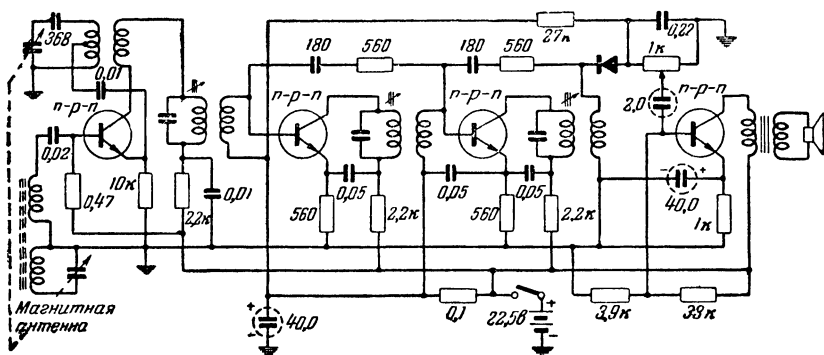 368
0,01
n-p-n
0,02
0,47
10к
2,2к
0,01
Магнитная
антенна
180
560
n-p-n
0,05
560
2,2к
40,0
180
560
n-p-n
0,05
0,05
560
2,2к
0,1
22,5в
27к
0,22
1к
2,0
n-p-n
40,0
1к
3,9к
33к